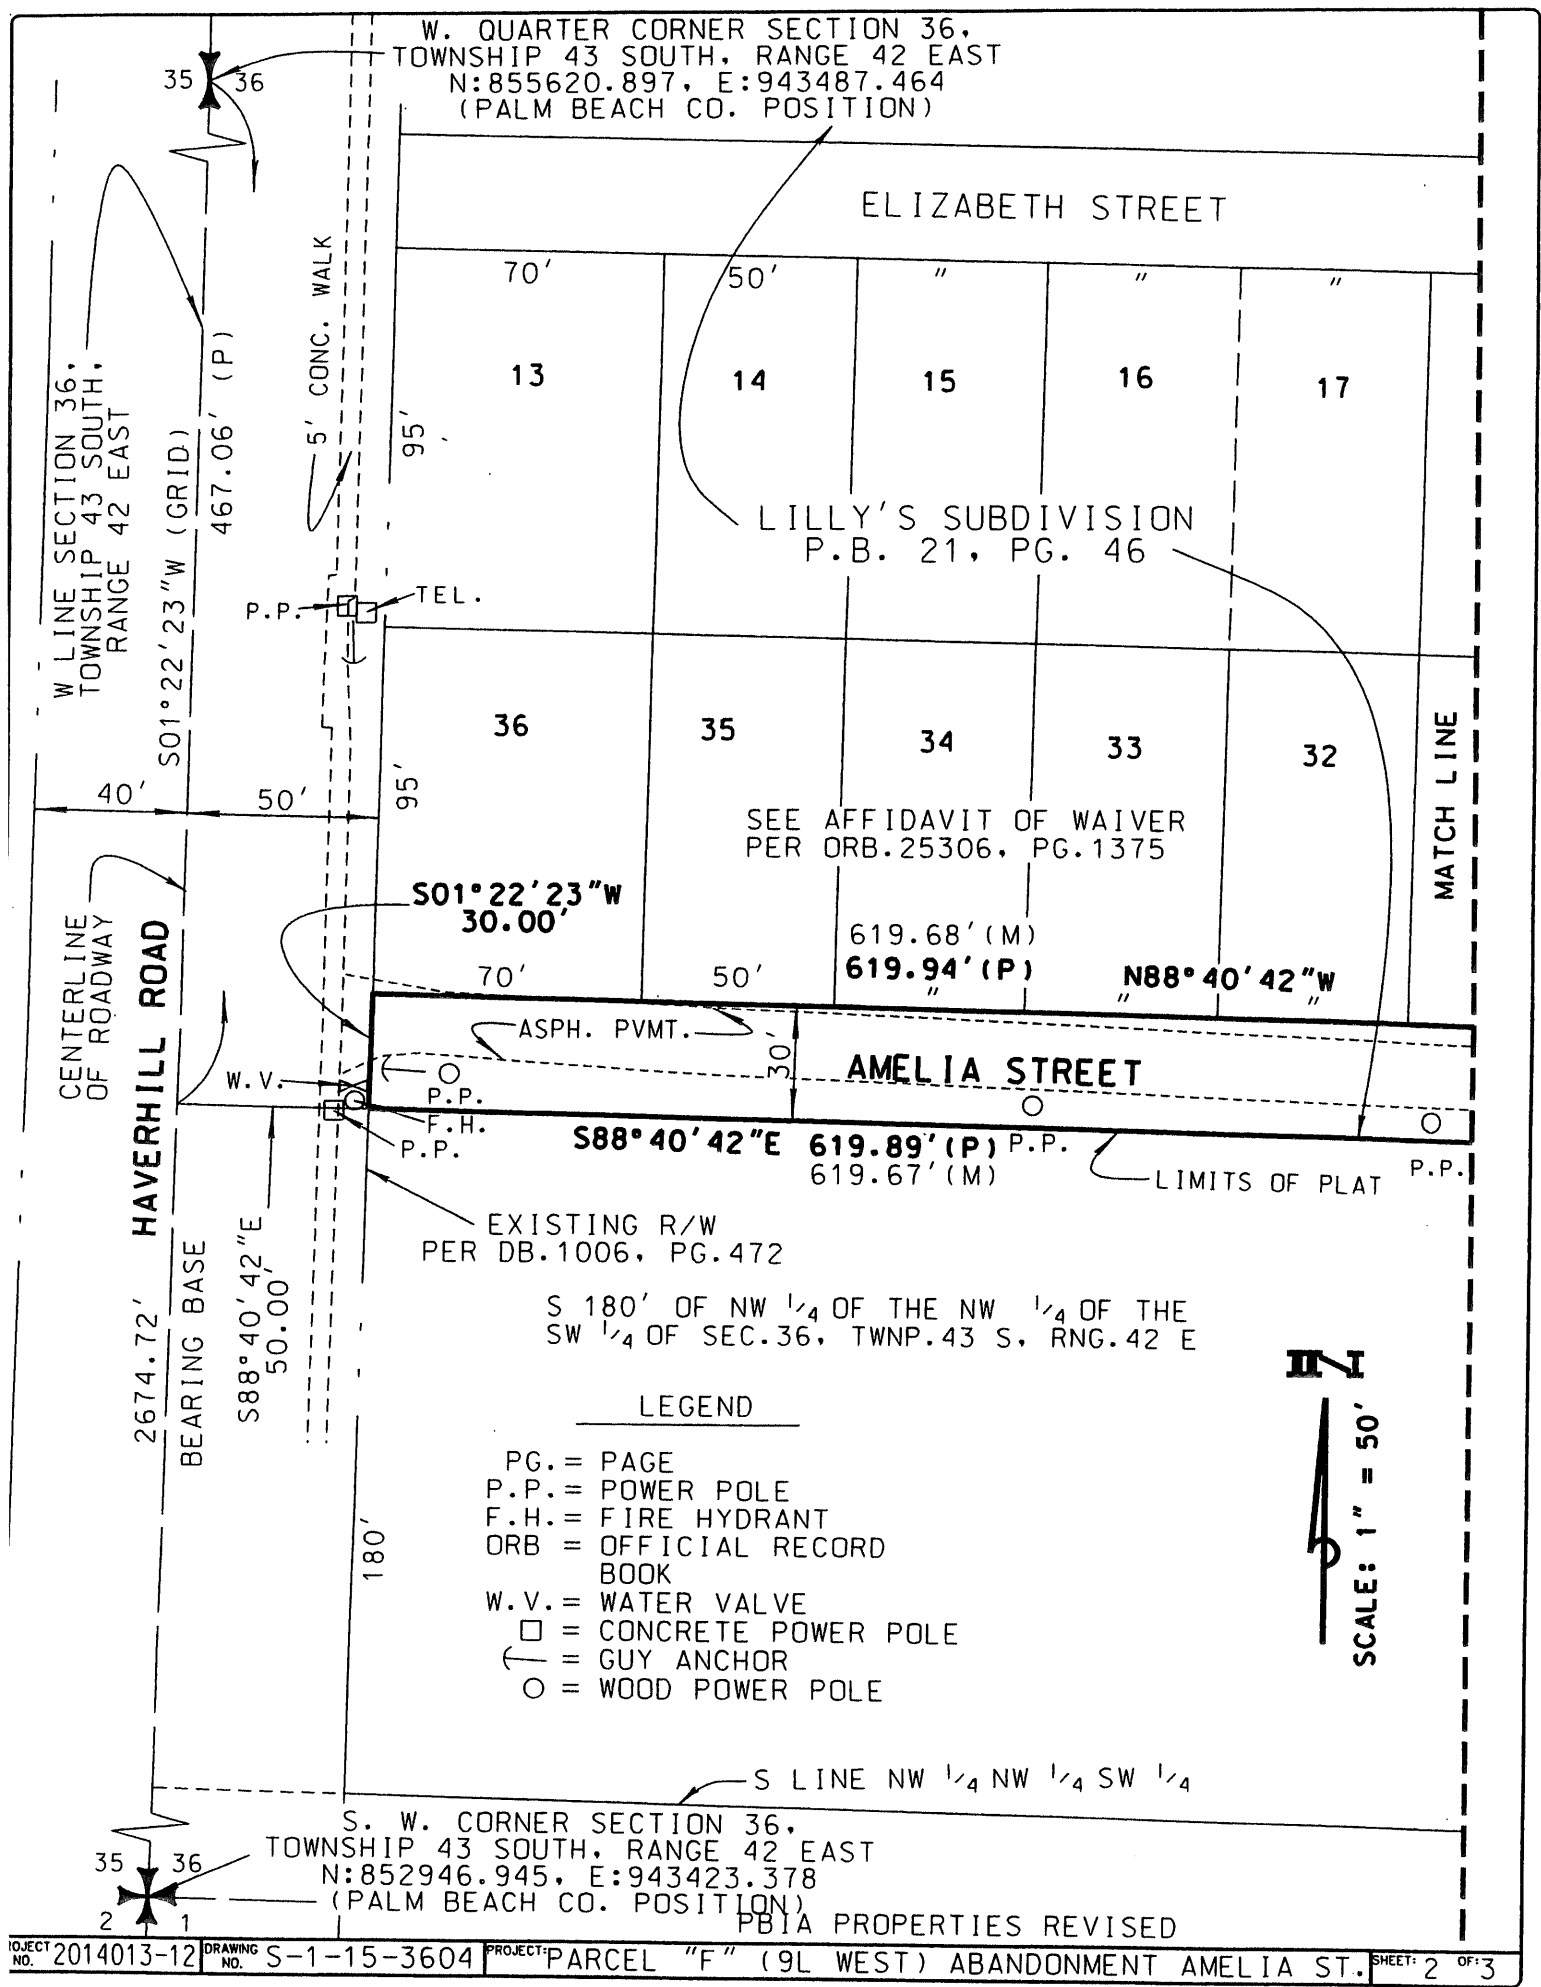 W. QUARTER CORNER SECTION 36,
TOWNSHIP 43 SOUTH, RANGE 42 EAST
N:855620.897, E:943487.464
(PALM BEACH CO. POSITION)
35 36
ELIZABETH STREET
5' CONC. WALK
70' 50' " " "
W LINE SECTION 36,
TOWNSHIP 43 SOUTH,
RANGE 42 EAST
S01°22'23"W (GRID)
467.06' (P)
95'
13 14 15 16 17
LILLY'S SUBDIVISION
P.B. 21, PG. 46
P.P. TEL.
36 35 34 33 32
MATCH LINE
40' 50' 95'
SEE AFFIDAVIT OF WAIVER
PER ORB.25306, PG.1375
CENTERLINE
OF ROADWAY
HAVERHILL ROAD
S01°22'23"W
30.00'
619.68'(M)
619.94'(P) N88°40'42"W
70' 50' " " "
ASPH. PVMT.
30'
AMELIA STREET
W.V.
P.P.
F.H.
P.P.
S88°40'42"E 619.89'(P) P.P.
619.67'(M)
LIMITS OF PLAT
P.P.
EXISTING R/W
PER DB.1006, PG.472
2674.72'
BEARING BASE
S88°40'42"E
50.00'
S 180' OF NW 1/4 OF THE NW 1/4 OF THE
SW 1/4 OF SEC.36, TWNP.43 S, RNG.42 E
N
SCALE: 1" = 50'
LEGEND
PG. = PAGE
P.P. = POWER POLE
F.H. = FIRE HYDRANT
ORB = OFFICIAL RECORD
BOOK
W.V. = WATER VALVE
= CONCRETE POWER POLE
= GUY ANCHOR
= WOOD POWER POLE
180'
S LINE NW 1/4 NW 1/4 SW 1/4
S. W. CORNER SECTION 36,
TOWNSHIP 43 SOUTH, RANGE 42 EAST
N:852946.945, E:943423.378
(PALM BEACH CO. POSITION)
35 36
2 1
PBIA PROPERTIES REVISED
OJECT NO. 2014013-12 DRAWING NO. S-1-15-3604 PROJECT: PARCEL "F" (9L WEST) ABANDONMENT AMELIA ST. SHEET: 2 OF: 3